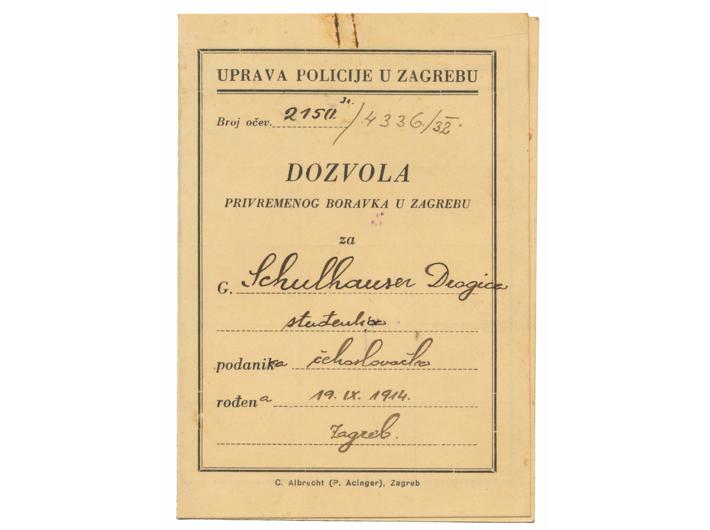 UPRAVA POLICIJE U ZAGREBU
Broj očev. 2150 /4336/32.
DOZVOLA
PRIVREMENOG BORAVKA U ZAGREBU
za
G. Schulhauser Dragica
studentica
podanika čehoslovačka
rođena 19. IX. 1914.
Zagreb.
C. Albrecht (P. Acinger), Zagreb